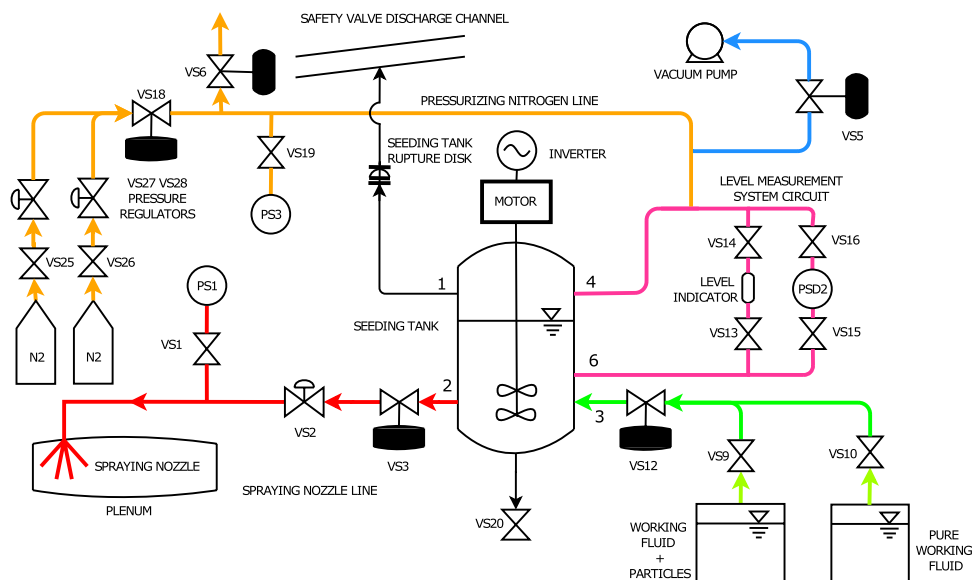 SAFETY VALVE DISCHARGE CHANNEL
VS6
VACUUM PUMP
VS18
PRESSURIZING NITROGEN LINE
VS5
VS19
SEEDING TANK
RUPTURE DISK
INVERTER
VS27 VS28
PRESSURE
REGULATORS
MOTOR
LEVEL MEASUREMENT
SYSTEM CIRCUIT
PS3
VS14
VS16
VS25
VS26
PS1
1
4
LEVEL
INDICATOR
PSD2
SEEDING TANK
VS13
VS15
VS1
N2
N2
6
2
3
VS2
VS3
VS12
VS9
VS10
SPRAYING NOZZLE
SPRAYING NOZZLE LINE
PLENUM
VS20
WORKING
FLUID
+
PARTICLES
PURE
WORKING
FLUID